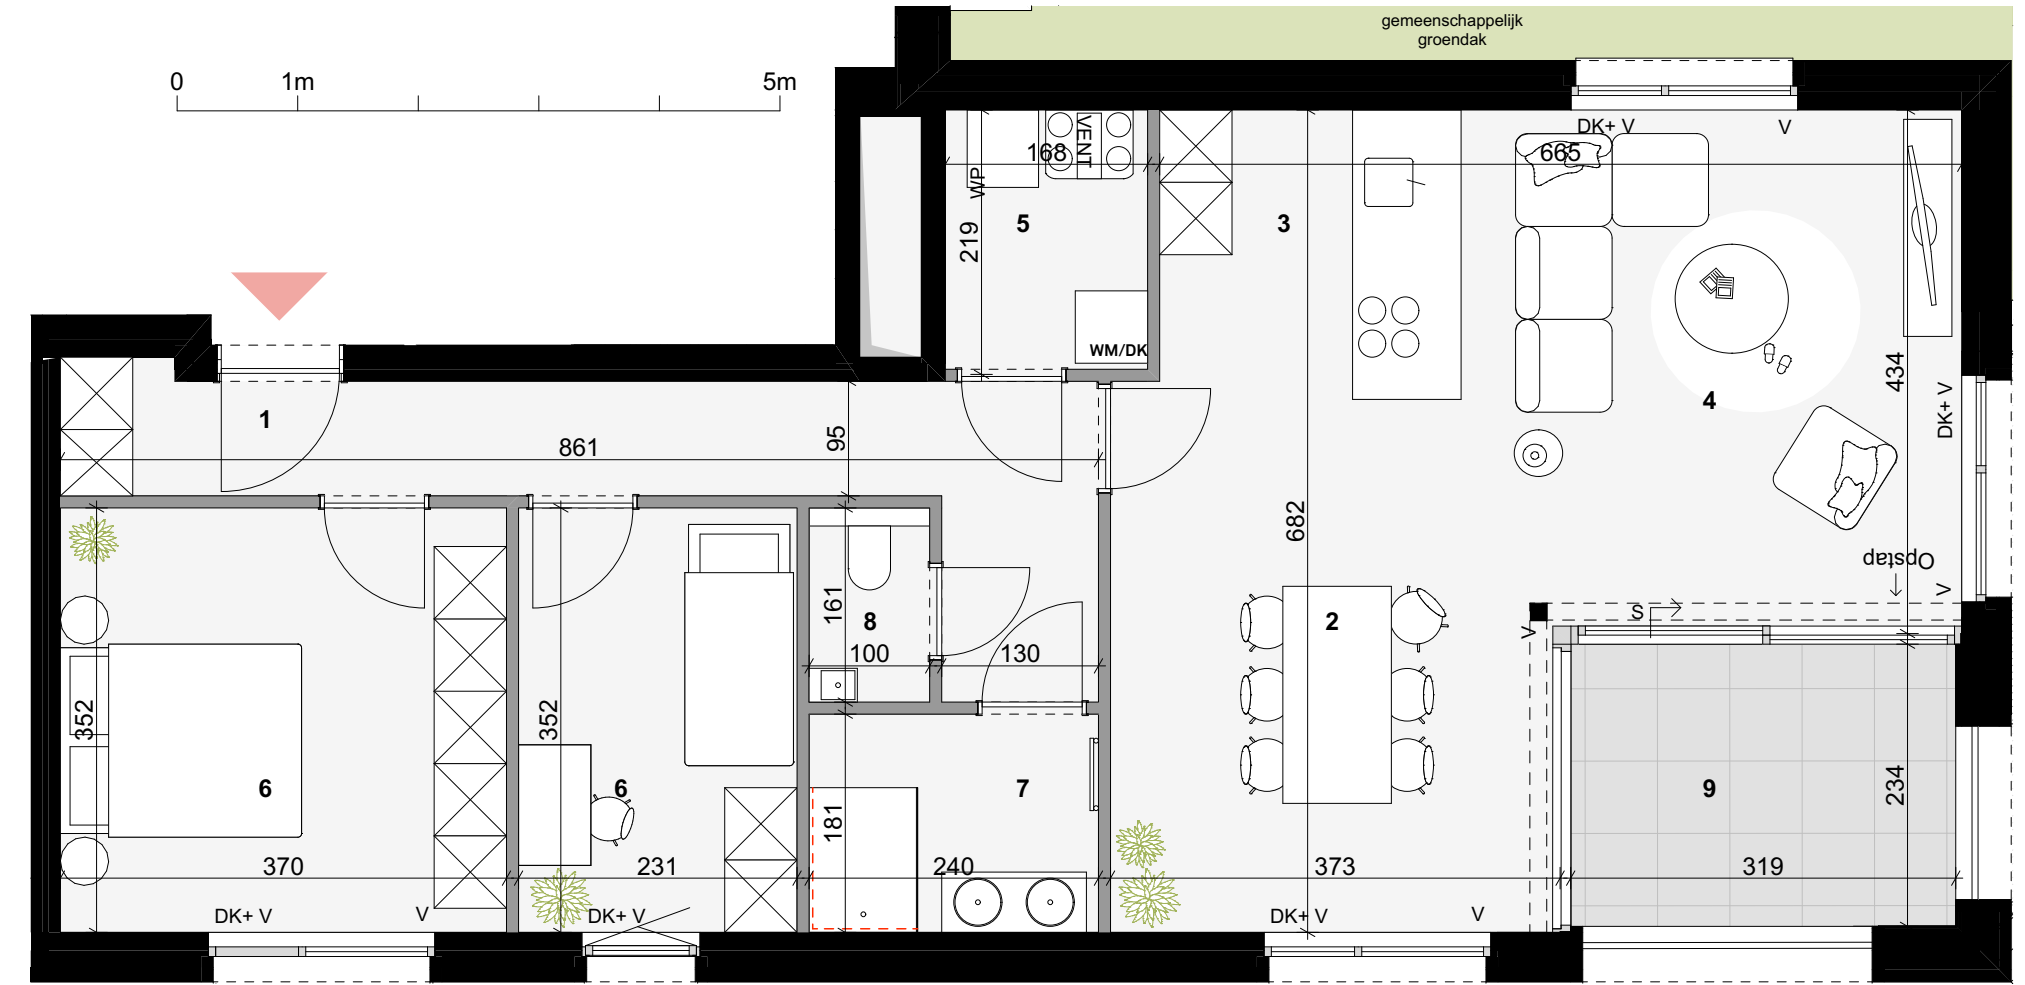 gemeenschappelijk
groendak
0 1m 5m
DK+ V V
168 665
VENT
WP
5 3
219
WM/DK
434
4
DK+ V
1
95
861
682
Opstap
V
S
V
161
8
2
100 130
352
352
6
6
7
9
234
181
370 231 240 373 319
DK+ V V DK+ V DK+ V V